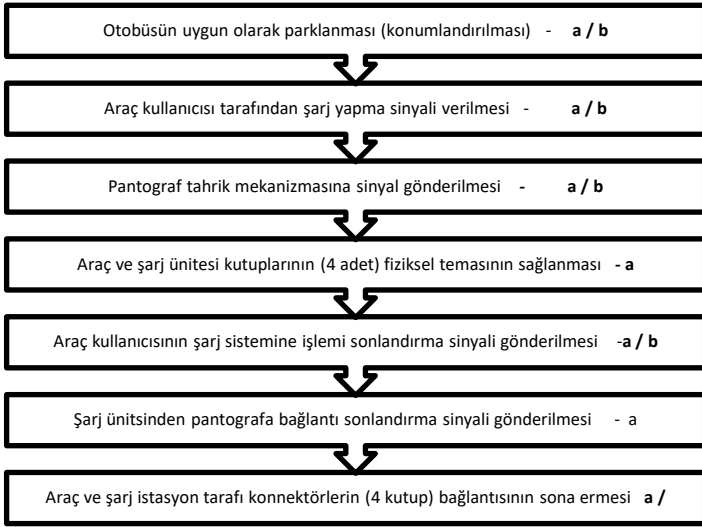 Otobüsün uygun olarak parklanması (konumlandırılması) - a / b
Araç kullanıcısı tarafından şarj yapma sinyali verilmesi - a / b
Pantograf tahrik mekanizmasına sinyal gönderilmesi - a / b
Araç ve şarj ünitesi kutuplarının (4 adet) fiziksel temasının sağlanması - a
Araç kullanıcısının şarj sistemine işlemi sonlandırma sinyali gönderilmesi -a / b
Şarj ünitsinden pantografa bağlantı sonlandırma sinyali gönderilmesi - a
Araç ve şarj istasyon tarafı konnektörlerin (4 kutup) bağlantısının sona ermesi a /